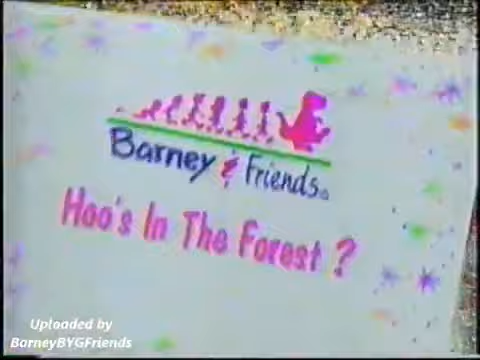 Barney & Friends
Hoo's In The Forest ?
Uploaded by
BarneyBYGFriends